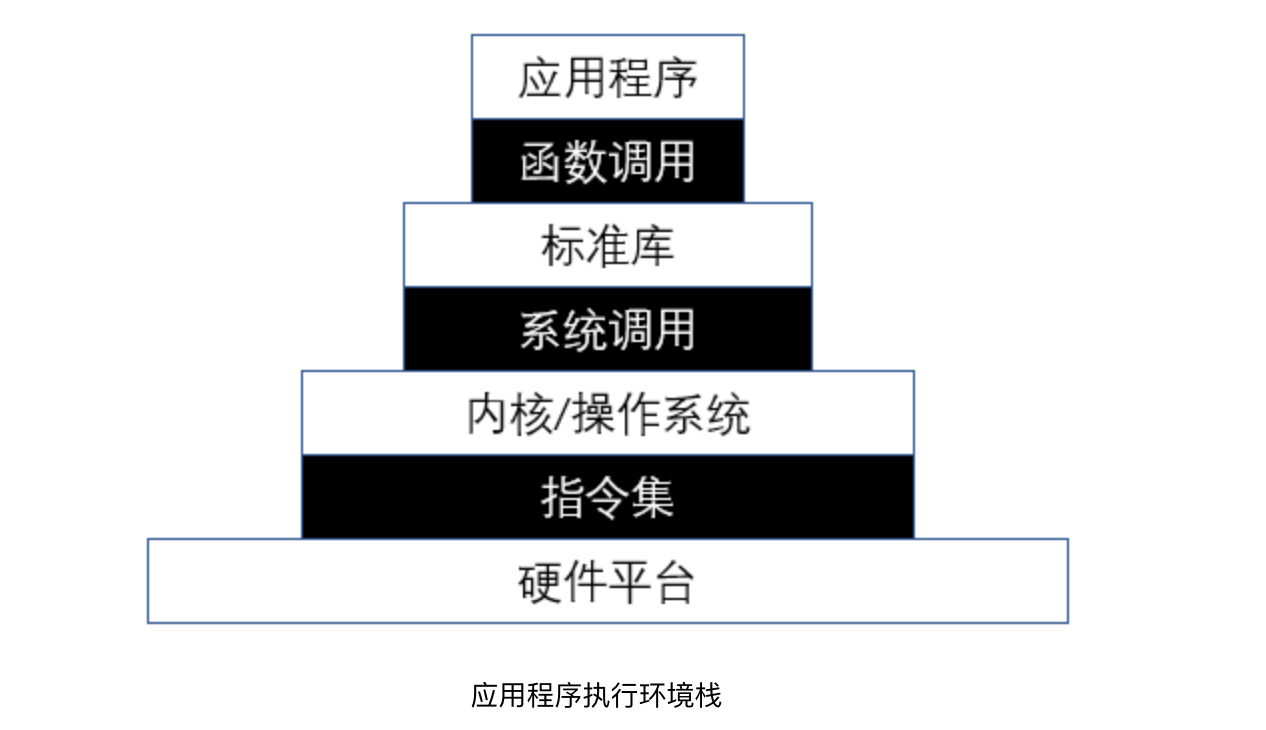 应用程序
函数调用
标准库
系统调用
内核/操作系统
指令集
硬件平台
应用程序执行环境栈